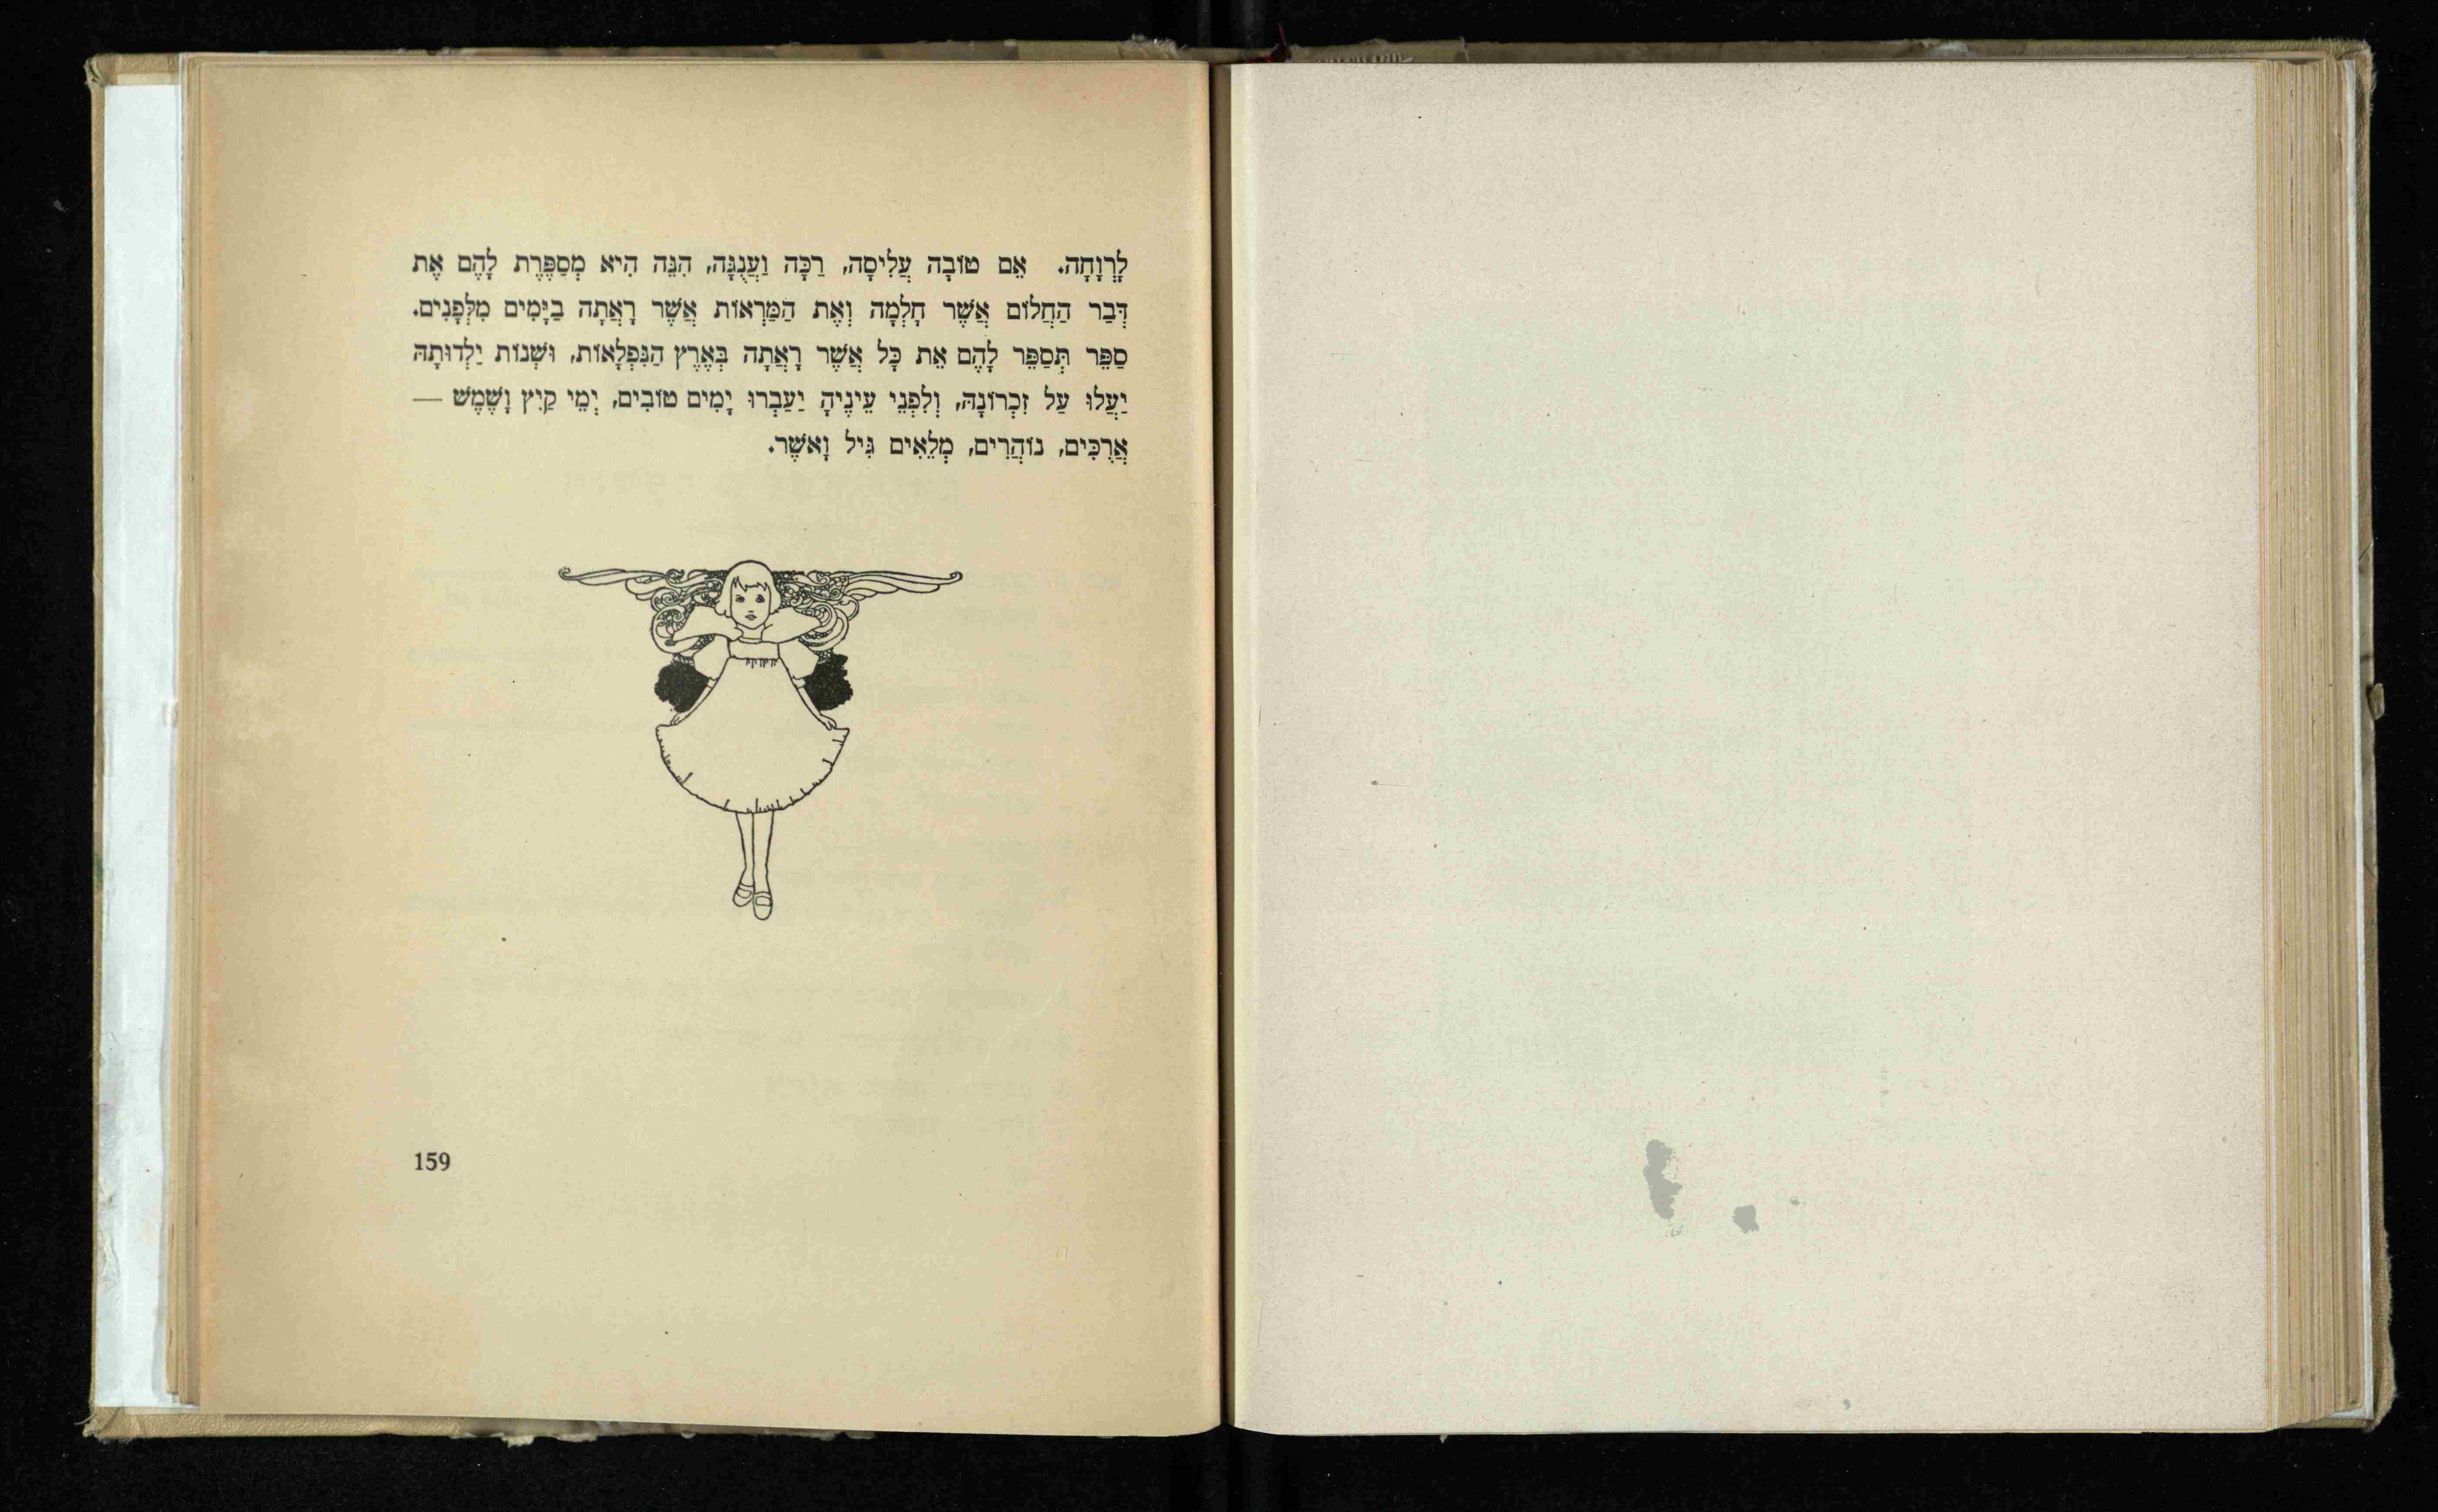 לָרְוָחָה. אֵם טוֹבָה עֲלִיסָה, רַכָּה וַעֲנֻגָּה, הִנֵּה הִיא מְסַפֶּרֶת לָהֶם אֶת
דְּבַר הַחֲלוֹם אֲשֶׁר חָלְמָה וְאֶת הַמַּרְאוֹת אֲשֶׁר רָאֲתָה בַיָּמִים מִלְּפָנִים.
סַפֵּר תְּסַפֵּר לָהֶם אֵת כָּל אֲשֶׁר רָאֲתָה בְּאֶרֶץ הַנִּפְלָאוֹת, וּשְׁנוֹת יַלְדוּתָהּ
יַעֲלוּ עַל זִכְרוֹנָהּ, וְלִפְנֵי עֵינֶיהָ יַעַבְרוּ יָמִים טוֹבִים, יְמֵי קַיִץ וָשֶׁמֶשׁ —
אֲרֻכִּים, נוֹהֲרִים, מְלֵאִים גִּיל וָאֹשֶׁר.
159